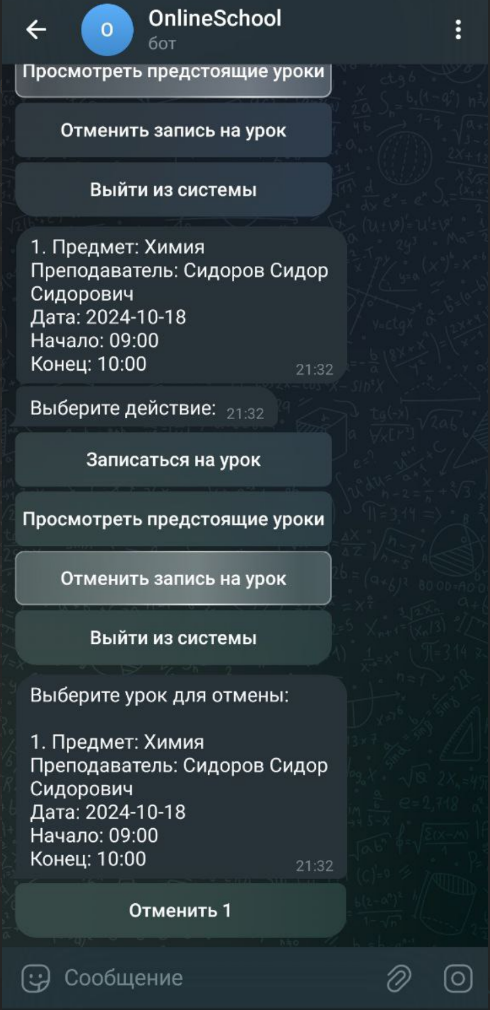 OnlineSchool
О
бот
Просмотреть предстоящие уроки
Отменить запись на урок
Выйти из системы
1. Предмет: Химия
Преподаватель: Сидоров Сидор
Сидорович
Дата: 2024-10-18
Начало: 09:00
Конец: 10:00
21:32
Выберите действие: 21:32
Записаться на урок
Просмотреть предстоящие уроки
Отменить запись на урок
Выйти из системы
Выберите урок для отмены:
1. Предмет: Химия
Преподаватель: Сидоров Сидор
Сидорович
Дата: 2024-10-18
Начало: 09:00
Конец: 10:00
21:32
Отменить 1
Сообщение